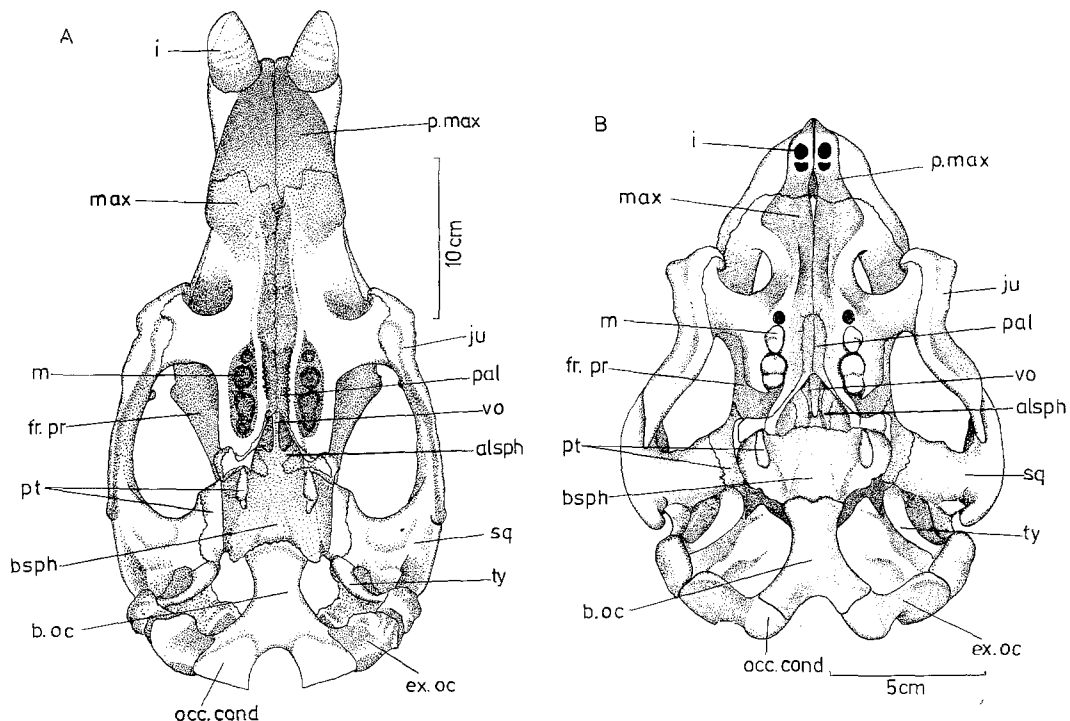 A
i
p.max
max
10cm
ju
m
pal
vo
fr. pr
alsph
pt
sq
bsph
ty
b. oc
ex. oc
occ. cond
B
i
p.max
max
ju
m
pal
fr. pr
vo
alsph
pt
sq
bsph
ty
b.oc
ex. oc
occ. cond
5cm